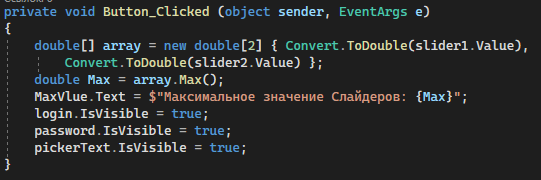 private void Button_Clicked (object sender, EventArgs e)
{
double[] array = new double[2] { Convert.ToDouble(slider1.Value),
Convert.ToDouble(slider2.Value) };
double Max = array.Max();
MaxVlue.Text = $"Максимальное значение Слайдеров: {Max}";
login.IsVisible = true;
password.IsVisible = true;
pickerText.IsVisible = true;
}